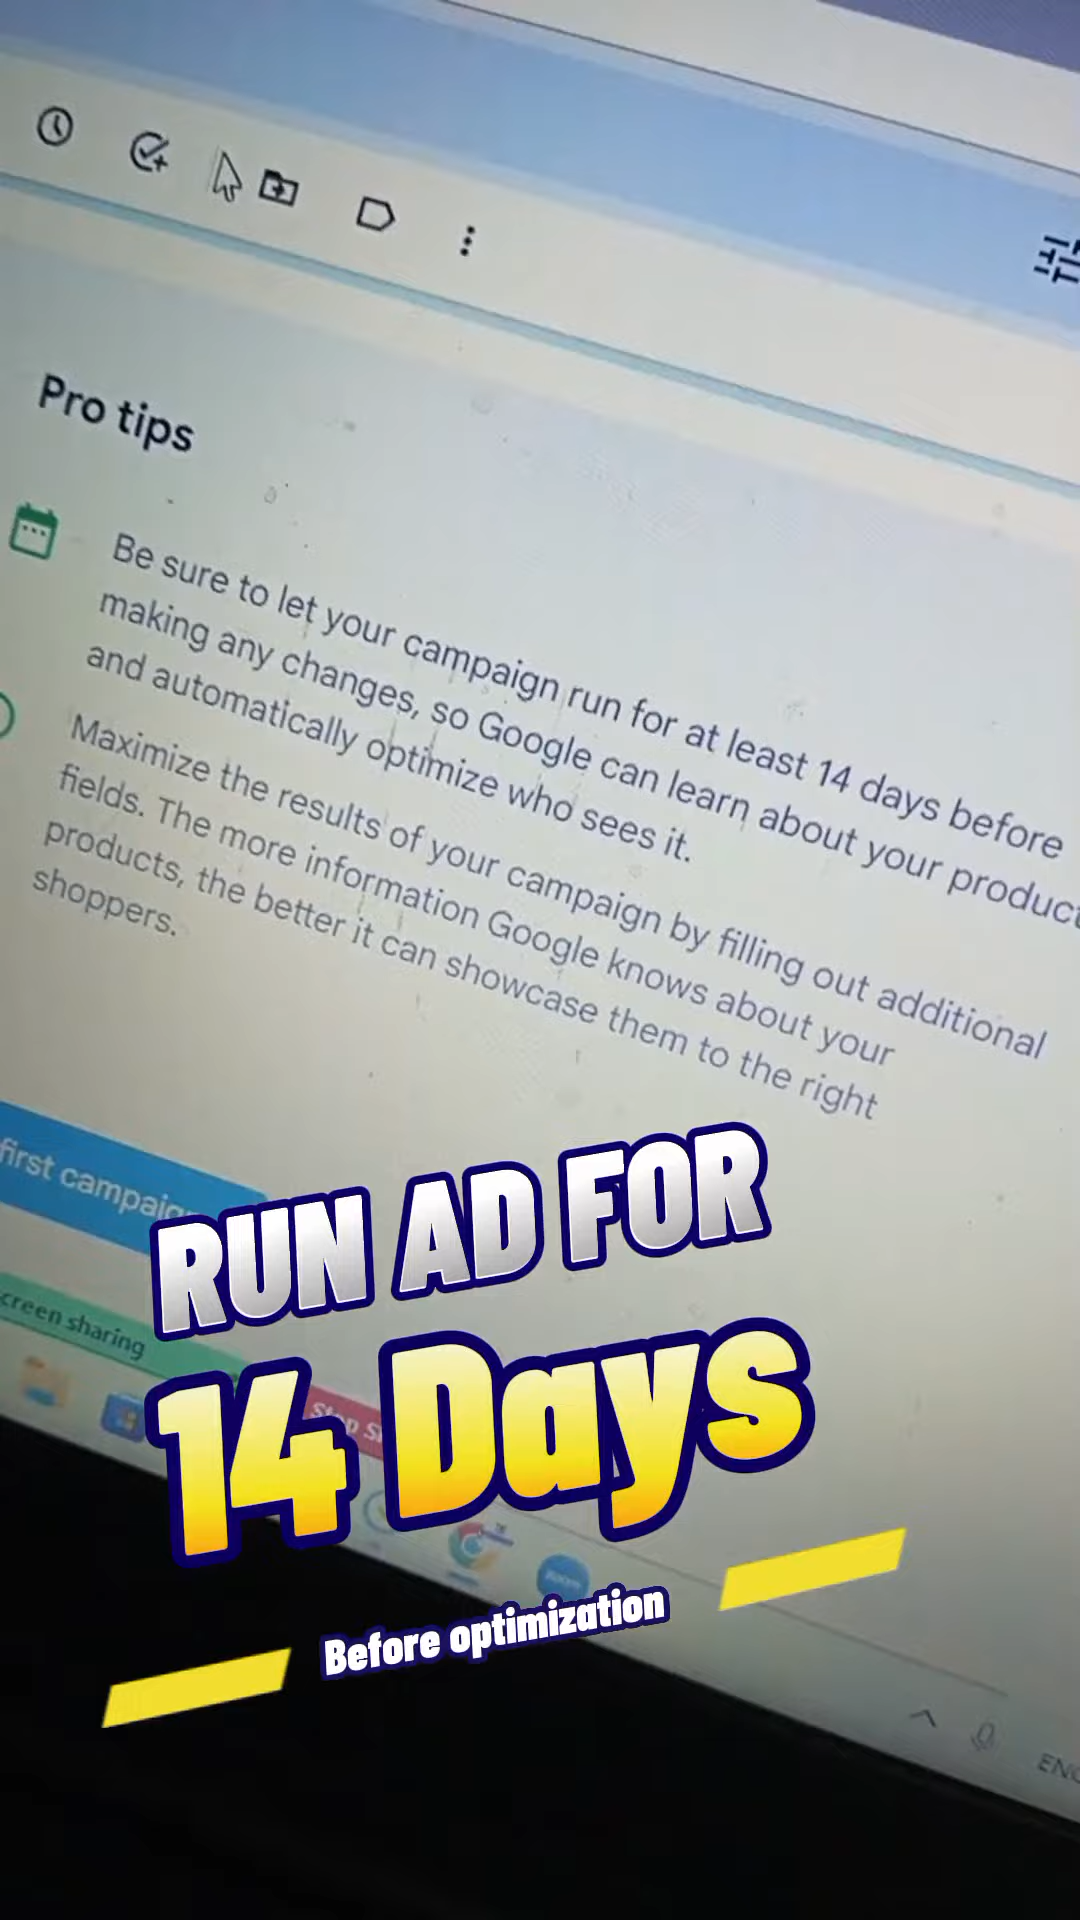 Pro tips
Be sure to let your campaign run for at least 14 days before
making any changes, so Google can learn about your product
and automatically optimize who sees it.
Maximize the results of your campaign by filling out additional
fields. The more information Google knows about your
products, the better it can showcase them to the right
shoppers.
first campaign
RUN AD FOR
creen sharing
14 Days
Stop S
Before optimization
ENG